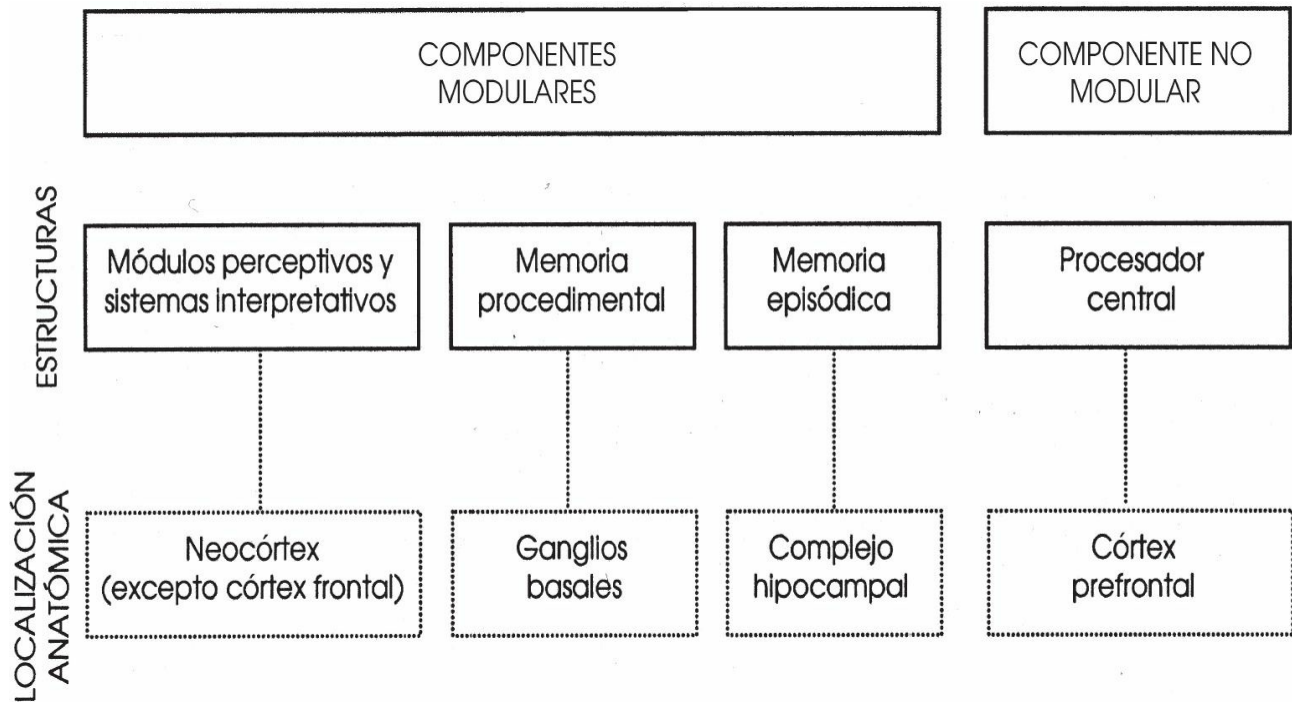 COMPONENTES
MODULARES
COMPONENTE NO
MODULAR
ESTRUCTURAS
Módulos perceptivos y
sistemas interpretativos
Memoria
procedimental
Memoria
episódica
Procesador
central
LOCALIZACIÓN
ANATÓMICA
Neocórtex
(excepto córtex frontal)
Ganglios
basales
Complejo
hipocampal
Córtex
prefrontal